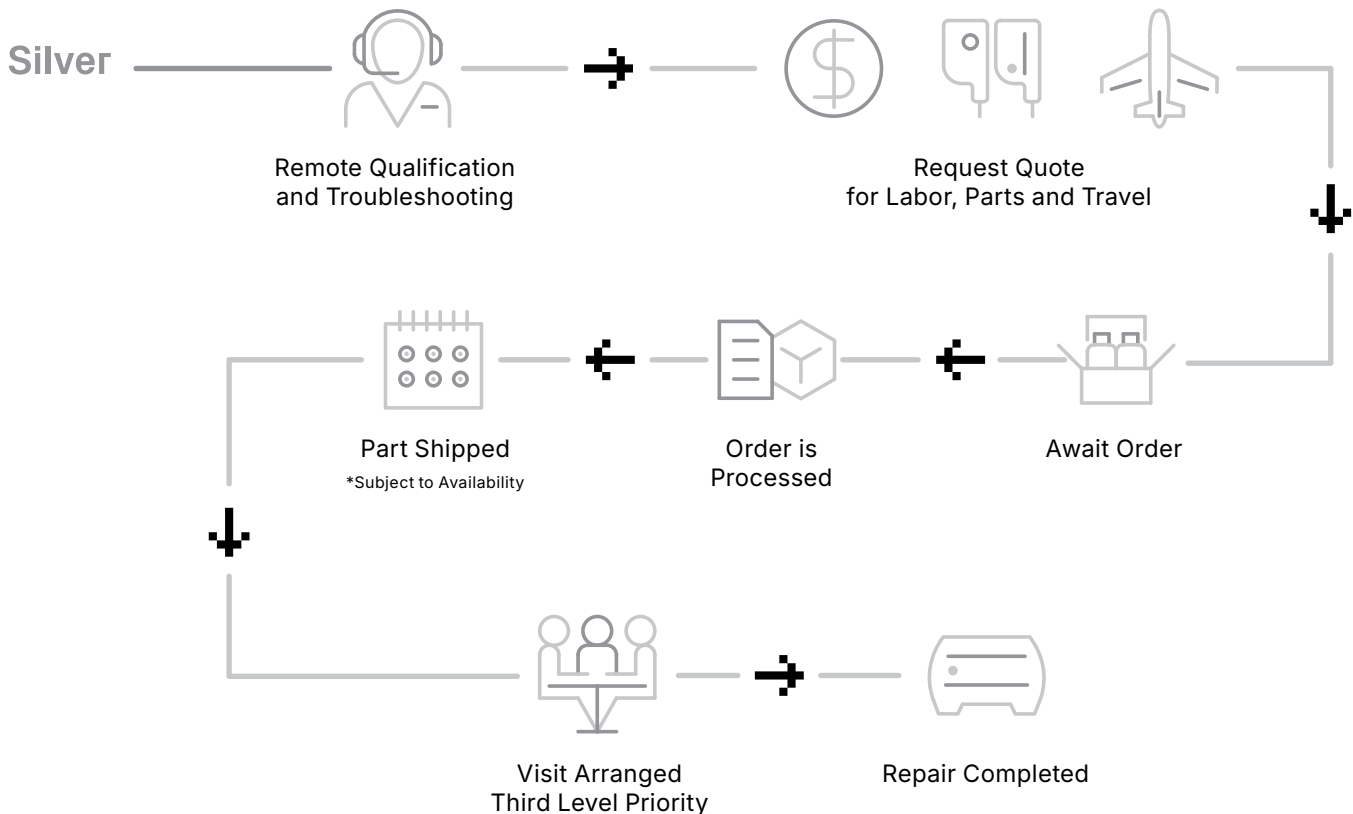 Silver
Remote Qualification
and Troubleshooting
Request Quote
for Labor, Parts and Travel
Part Shipped
*Subject to Availability
Order is
Processed
Await Order
Visit Arranged
Third Level Priority
Repair Completed